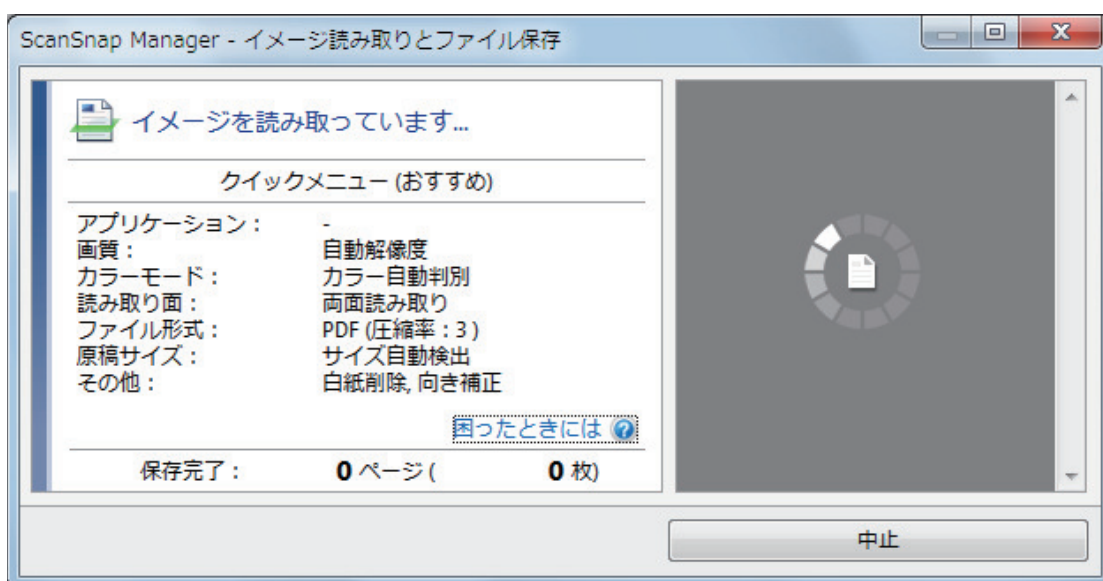 ScanSnap Manager - イメージ読み取りとファイル保存
イメージを読み取っています...
クイックメニュー (おすすめ)
アプリケーション： -
画質： 自動解像度
カラーモード： カラー自動判別
読み取り面： 両面読み取り
ファイル形式： PDF (圧縮率：3 )
原稿サイズ： サイズ自動検出
その他： 白紙削除, 向き補正
困ったときには ?
保存完了： 0 ページ ( 0 枚)
中止